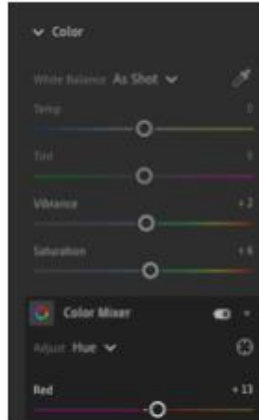 Color
White Balance As Shot
Temp 0
Tint 0
Vibrance + 2
Saturation + 6
Color Mixer
Adjust Hue
Red + 13